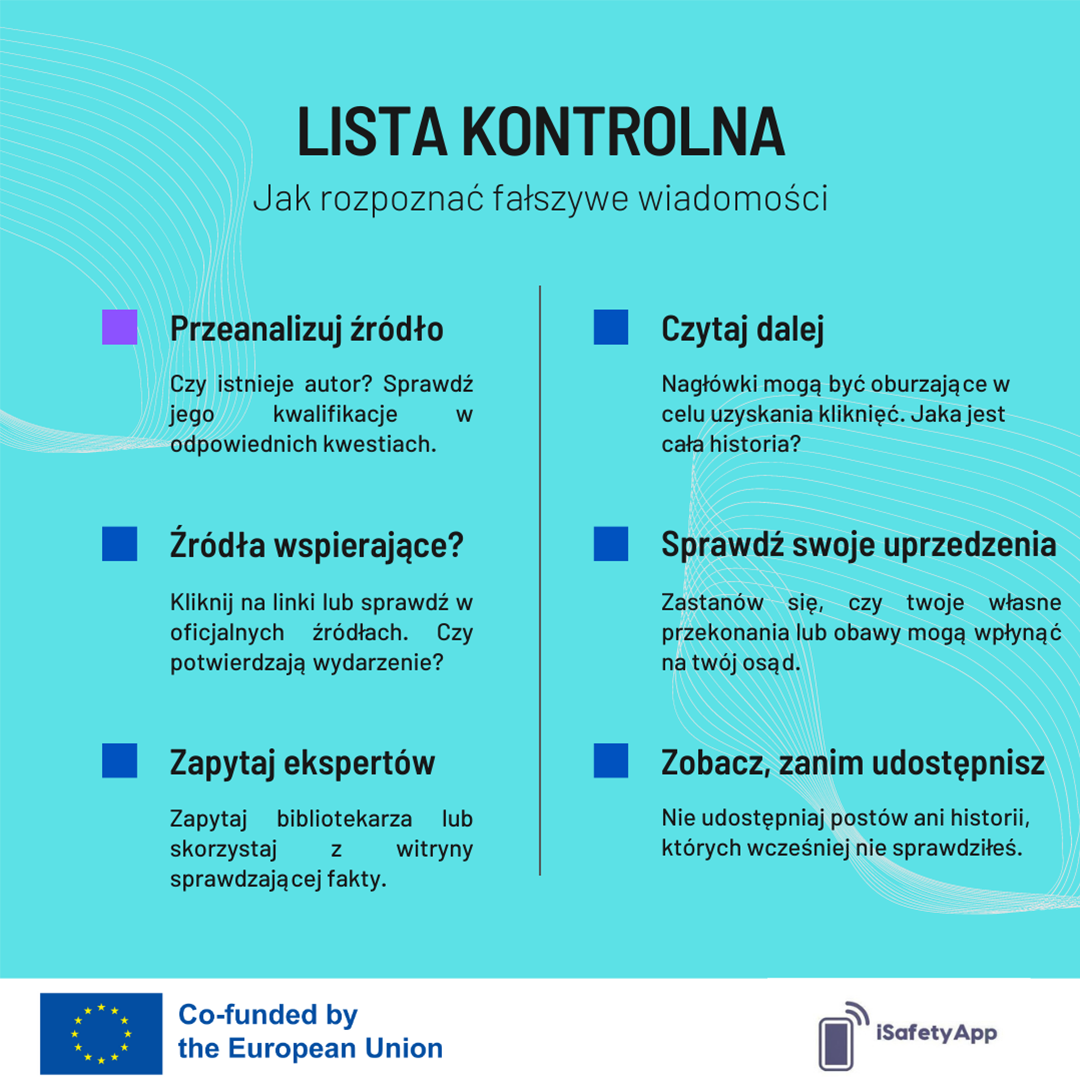 LISTA KONTROLNA
Jak rozpoznać fałszywe wiadomości
Przeanalizuj źródło
Czy istnieje autor? Sprawdź
jego kwalifikacje w
odpowiednich kwestiach.
Źródła wspierające?
Kliknij na linki lub sprawdź w
oficjalnych źródłach. Czy
potwierdzają wydarzenie?
Zapytaj ekspertów
Zapytaj bibliotekarza lub
skorzystaj z witryny
sprawdzającej fakty.
Czytaj dalej
Nagłówki mogą być oburzające w
celu uzyskania kliknięć. Jaka jest
cała historia?
Sprawdź swoje uprzedzenia
Zastanów się, czy twoje własne
przekonania lub obawy mogą wpłynąć
na twój osąd.
Zobacz, zanim udostępnisz
Nie udostępniaj postów ani historii,
których wcześniej nie sprawdziłeś.
Co-funded by
the European Union
iSafetyApp